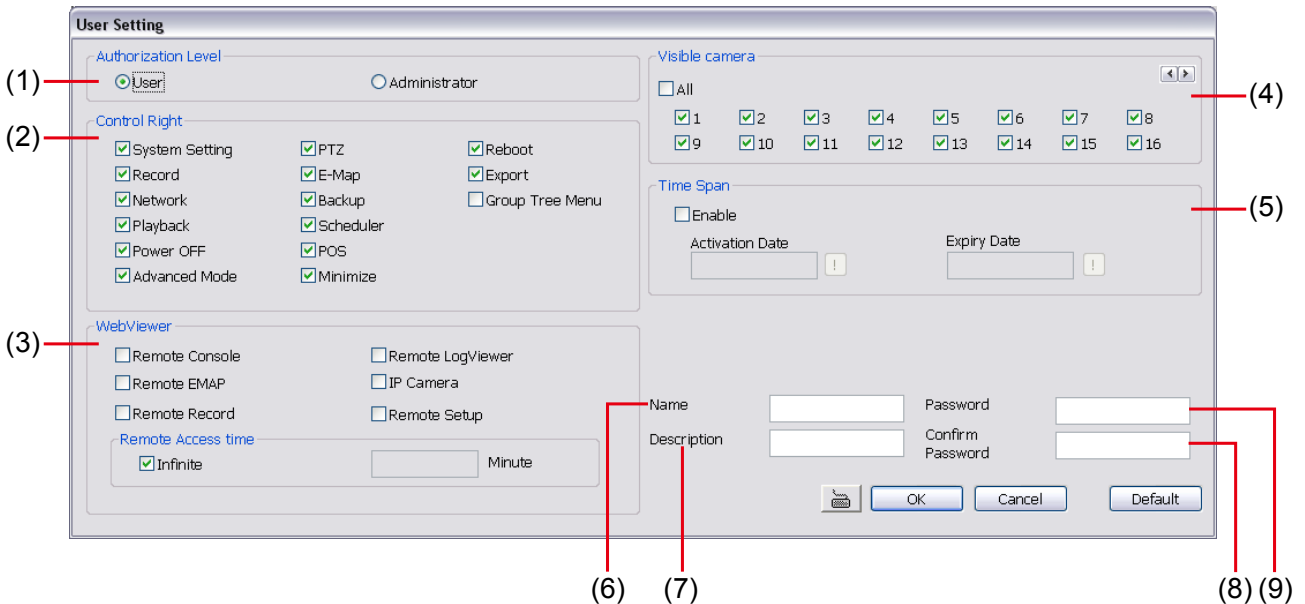 User Setting
Authorization Level
(1)
User
Administrator
Control Right
(2)
System Setting
PTZ
Reboot
Record
E-Map
Export
Network
Backup
Group Tree Menu
Playback
Scheduler
Power OFF
POS
Advanced Mode
Minimize
WebViewer
(3)
Remote Console
Remote LogViewer
Remote EMAP
IP Camera
Remote Record
Remote Setup
Remote Access time
Infinite
Minute
Visible camera
(4)
All
1 2 3 4 5 6 7 8
9 10 11 12 13 14 15 16
Time Span
(5)
Enable
Activation Date
Expiry Date
!
!
Name
Password
Description
Confirm
Password
OK
Cancel
Default
(6)
(7)
(8)
(9)